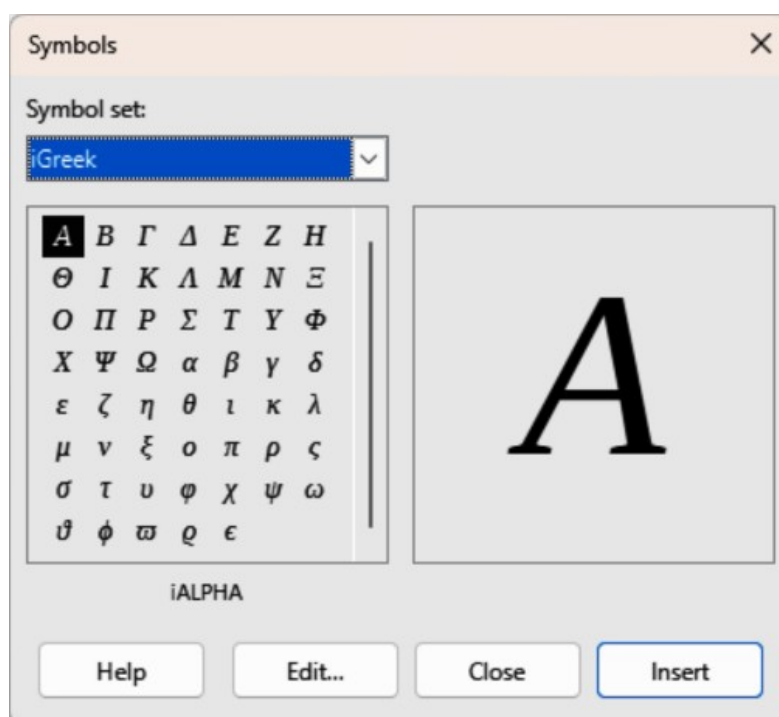 Symbols
Symbol set:
iGreek
Α Β Γ Δ Ε Ζ Η
Θ Ι Κ Λ Μ Ν Ξ
Ο Π Ρ Σ Τ Υ Φ
Χ Ψ Ω α β γ δ
ε ζ η θ ι κ λ
μ ν ξ ο π ρ ς
σ τ υ φ χ ψ ω
ϑ ϕ ϖ ϱ ϵ
Α
iALPHA
Help Edit... Close Insert